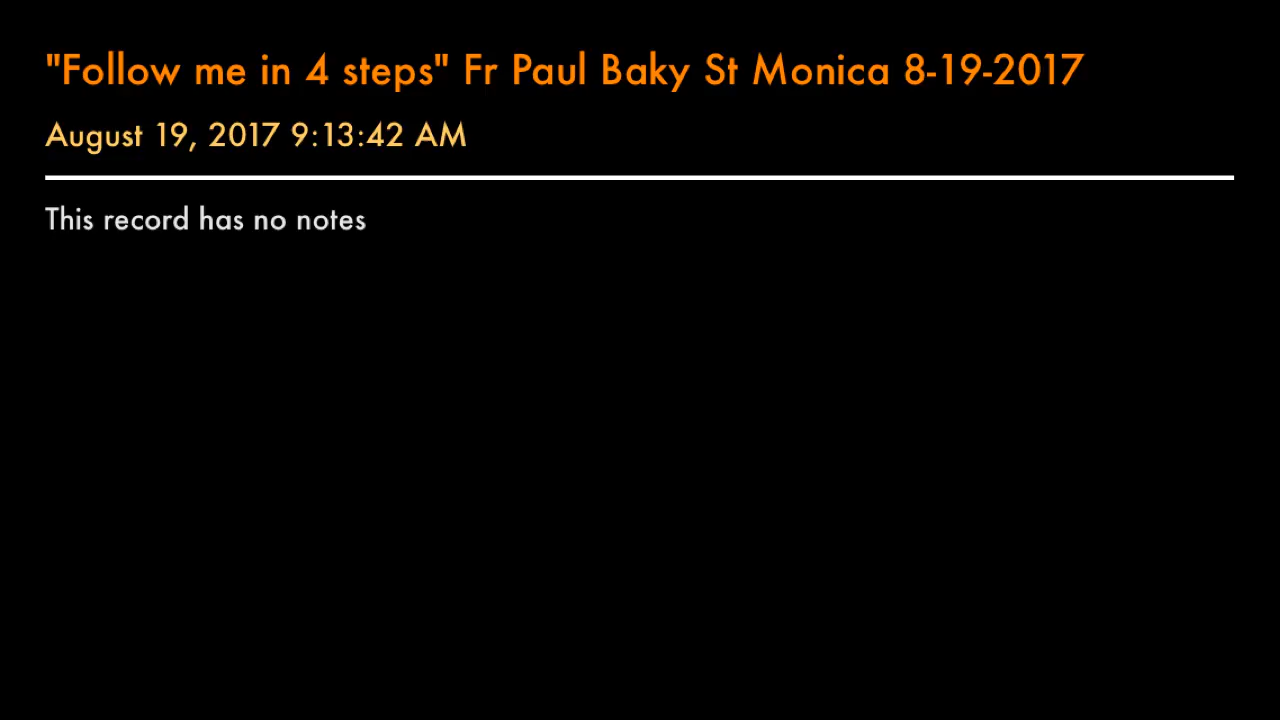 "Follow me in 4 steps" Fr Paul Baky St Monica 8-19-2017
August 19, 2017 9:13:42 AM
This record has no notes